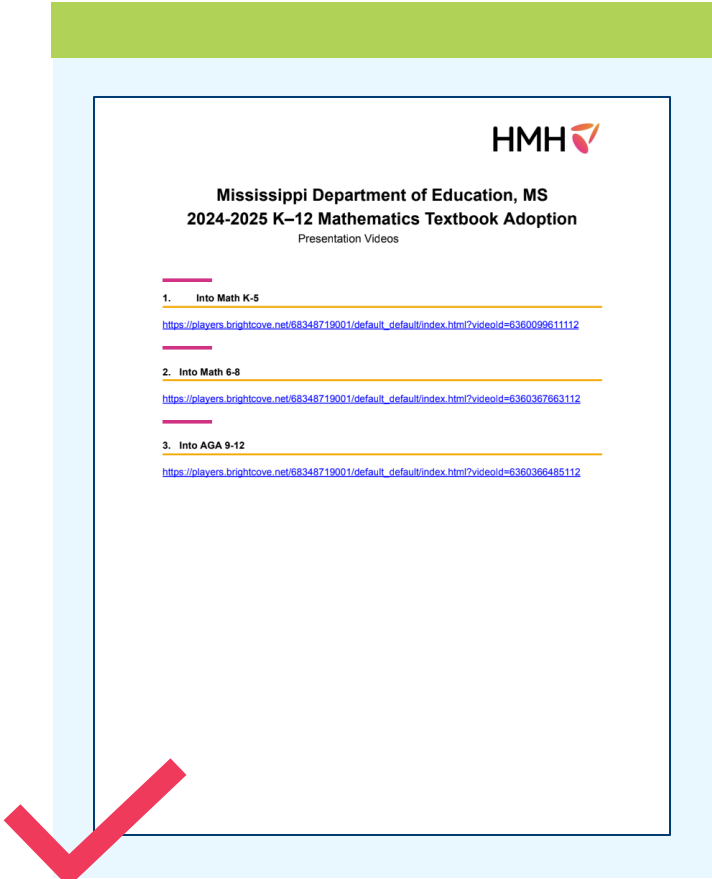 HMH
Mississippi Department of Education, MS
2024-2025 K–12 Mathematics Textbook Adoption
Presentation Videos
1. Into Math K-5
https://players.brightcove.net/68348719001/default_default/index.html?videoId=6360099611112
2. Into Math 6-8
https://players.brightcove.net/68348719001/default_default/index.html?videoId=6360367663112
3. Into AGA 9-12
https://players.brightcove.net/68348719001/default_default/index.html?videoId=6360366485112